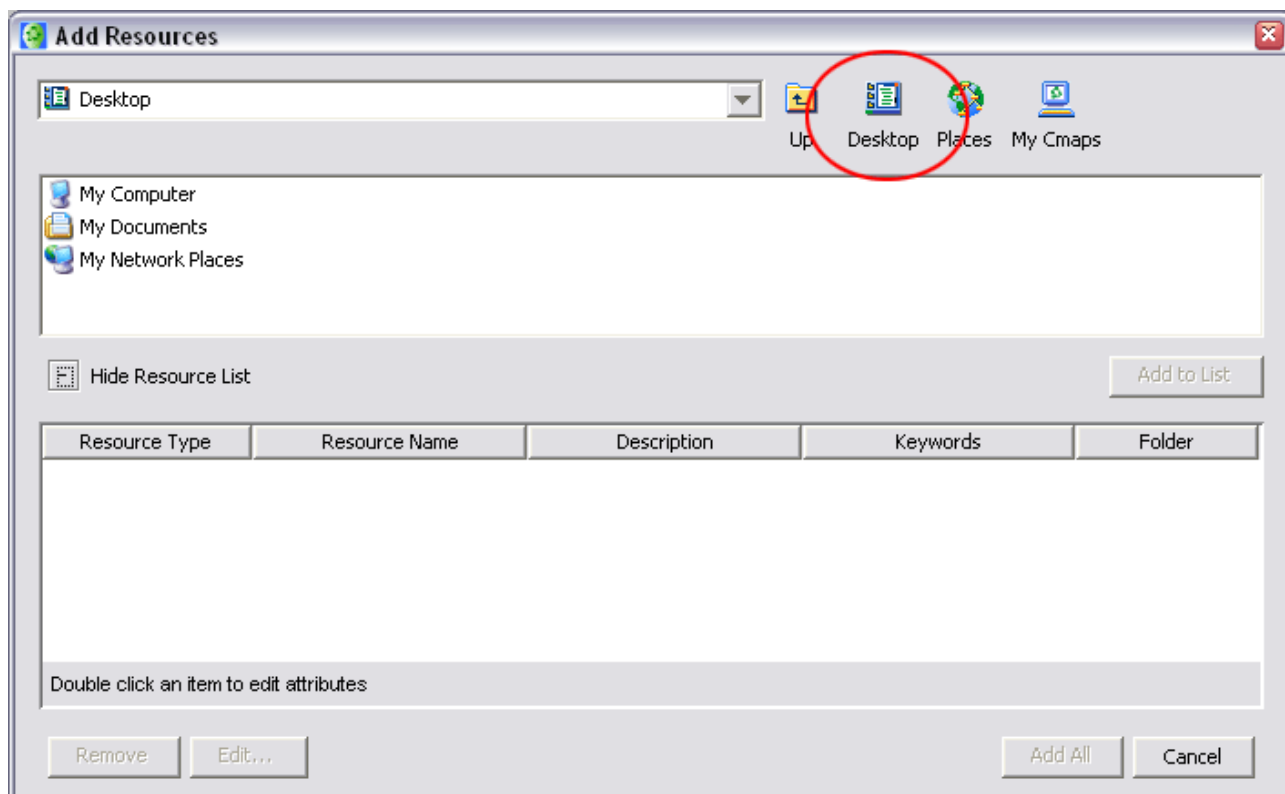 Add Resources
Desktop
Up Desktop Places My Cmaps
My Computer
My Documents
My Network Places
Hide Resource List
Add to List
Resource Type Resource Name Description Keywords Folder
Double click an item to edit attributes
Remove Edit... Add All Cancel